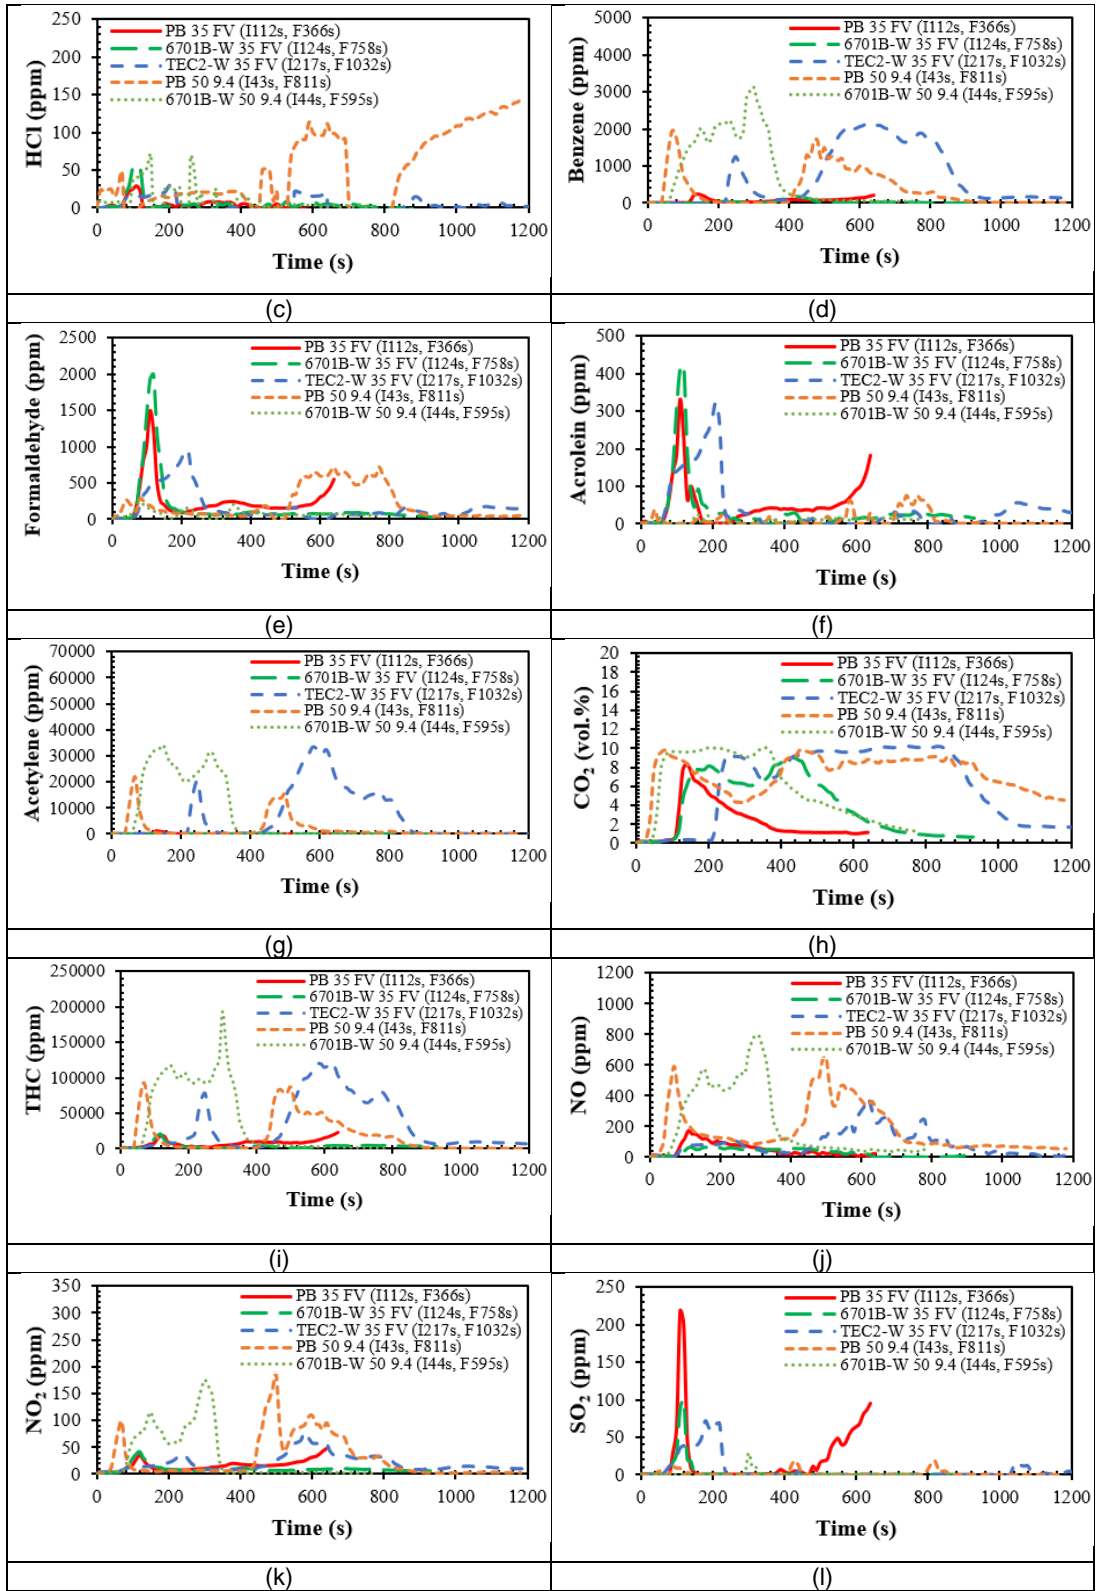 HCl (ppm)
250
200
150
100
50
0
PB 35 FV (I112s, F366s)
6701B-W 35 FV (I124s, F758s)
TEC2-W 35 FV (I217s, F1032s)
PB 50 9.4 (I43s, F811s)
6701B-W 50 9.4 (I44s, F595s)
0 200 400 600 800 1000 1200
Time (s)
(c)
Benzene (ppm)
5000
4000
3000
2000
1000
0
PB 35 FV (I112s, F366s)
6701B-W 35 FV (I124s, F758s)
TEC2-W 35 FV (I217s, F1032s)
PB 50 9.4 (I43s, F811s)
6701B-W 50 9.4 (I44s, F595s)
0 200 400 600 800 1000 1200
Time (s)
(d)
Formaldehyde (ppm)
2500
2000
1500
1000
500
0
PB 35 FV (I112s, F366s)
6701B-W 35 FV (I124s, F758s)
TEC2-W 35 FV (I217s, F1032s)
PB 50 9.4 (I43s, F811s)
6701B-W 50 9.4 (I44s, F595s)
0 200 400 600 800 1000 1200
Time (s)
(e)
Acrolein (ppm)
500
400
300
200
100
0
PB 35 FV (I112s, F366s)
6701B-W 35 FV (I124s, F758s)
TEC2-W 35 FV (I217s, F1032s)
PB 50 9.4 (I43s, F811s)
6701B-W 50 9.4 (I44s, F595s)
0 200 400 600 800 1000 1200
Time (s)
(f)
Acetylene (ppm)
70000
60000
50000
40000
30000
20000
10000
0
PB 35 FV (I112s, F366s)
6701B-W 35 FV (I124s, F758s)
TEC2-W 35 FV (I217s, F1032s)
PB 50 9.4 (I43s, F811s)
6701B-W 50 9.4 (I44s, F595s)
0 200 400 600 800 1000 1200
Time (s)
(g)
CO₂ (vol.%)
20
18
16
14
12
10
8
6
4
2
0
PB 35 FV (I112s, F366s)
6701B-W 35 FV (I124s, F758s)
TEC2-W 35 FV (I217s, F1032s)
PB 50 9.4 (I43s, F811s)
6701B-W 50 9.4 (I44s, F595s)
0 200 400 600 800 1000 1200
Time (s)
(h)
THC (ppm)
250000
200000
150000
100000
50000
0
PB 35 FV (I112s, F366s)
6701B-W 35 FV (I124s, F758s)
TEC2-W 35 FV (I217s, F1032s)
PB 50 9.4 (I43s, F811s)
6701B-W 50 9.4 (I44s, F595s)
0 200 400 600 800 1000 1200
Time (s)
(i)
NO (ppm)
1200
1000
800
600
400
200
0
PB 35 FV (I112s, F366s)
6701B-W 35 FV (I124s, F758s)
TEC2-W 35 FV (I217s, F1032s)
PB 50 9.4 (I43s, F811s)
6701B-W 50 9.4 (I44s, F595s)
0 200 400 600 800 1000 1200
Time (s)
(j)
NO₂ (ppm)
350
300
250
200
150
100
50
0
PB 35 FV (I112s, F366s)
6701B-W 35 FV (I124s, F758s)
TEC2-W 35 FV (I217s, F1032s)
PB 50 9.4 (I43s, F811s)
6701B-W 50 9.4 (I44s, F595s)
0 200 400 600 800 1000 1200
Time (s)
(k)
SO₂ (ppm)
250
200
150
100
50
0
PB 35 FV (I112s, F366s)
6701B-W 35 FV (I124s, F758s)
TEC2-W 35 FV (I217s, F1032s)
PB 50 9.4 (I43s, F811s)
6701B-W 50 9.4 (I44s, F595s)
0 200 400 600 800 1000 1200
Time (s)
(l)